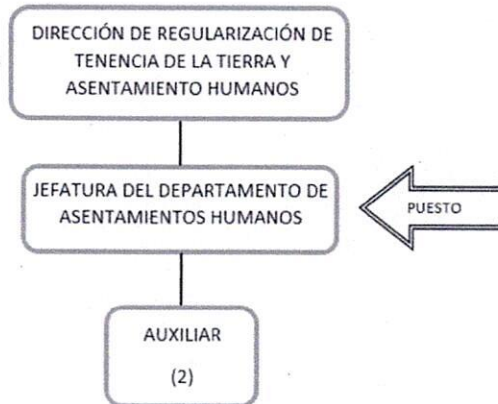 DIRECCIÓN DE REGULARIZACIÓN DE
TENENCIA DE LA TIERRA Y
ASENTAMIENTO HUMANOS
JEFATURA DEL DEPARTAMENTO DE
ASENTAMIENTOS HUMANOS
PUESTO
AUXILIAR
(2)